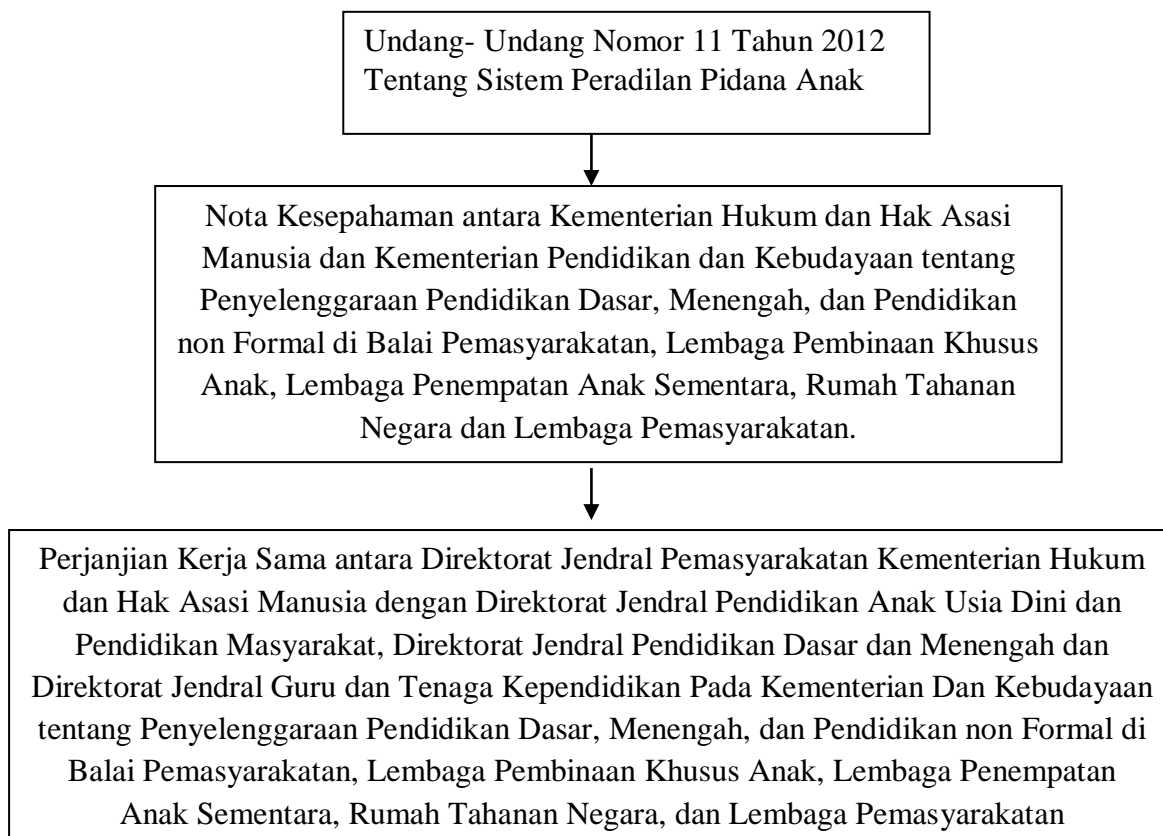 Undang- Undang Nomor 11 Tahun 2012
Tentang Sistem Peradilan Pidana Anak
Nota Kesepahaman antara Kementerian Hukum dan Hak Asasi
Manusia dan Kementerian Pendidikan dan Kebudayaan tentang
Penyelenggaraan Pendidikan Dasar, Menengah, dan Pendidikan
non Formal di Balai Pemasyarakatan, Lembaga Pembinaan Khusus
Anak, Lembaga Penempatan Anak Sementara, Rumah Tahanan
Negara dan Lembaga Pemasyarakatan.
Perjanjian Kerja Sama antara Direktorat Jendral Pemasyarakatan Kementerian Hukum
dan Hak Asasi Manusia dengan Direktorat Jendral Pendidikan Anak Usia Dini dan
Pendidikan Masyarakat, Direktorat Jendral Pendidikan Dasar dan Menengah dan
Direktorat Jendral Guru dan Tenaga Kependidikan Pada Kementerian Dan Kebudayaan
tentang Penyelenggaraan Pendidikan Dasar, Menengah, dan Pendidikan non Formal di
Balai Pemasyarakatan, Lembaga Pembinaan Khusus Anak, Lembaga Penempatan
Anak Sementara, Rumah Tahanan Negara, dan Lembaga Pemasyarakatan